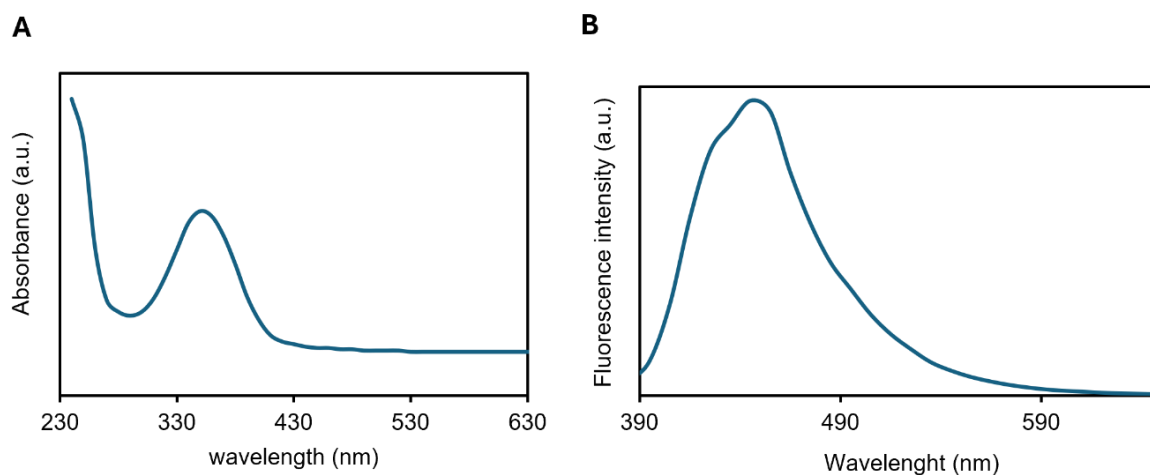 A
Absorbance (a.u.)
230 330 430 530 630
wavelength (nm)
B
Fluorescence intensity (a.u.)
390 490 590
Wavelenght (nm)